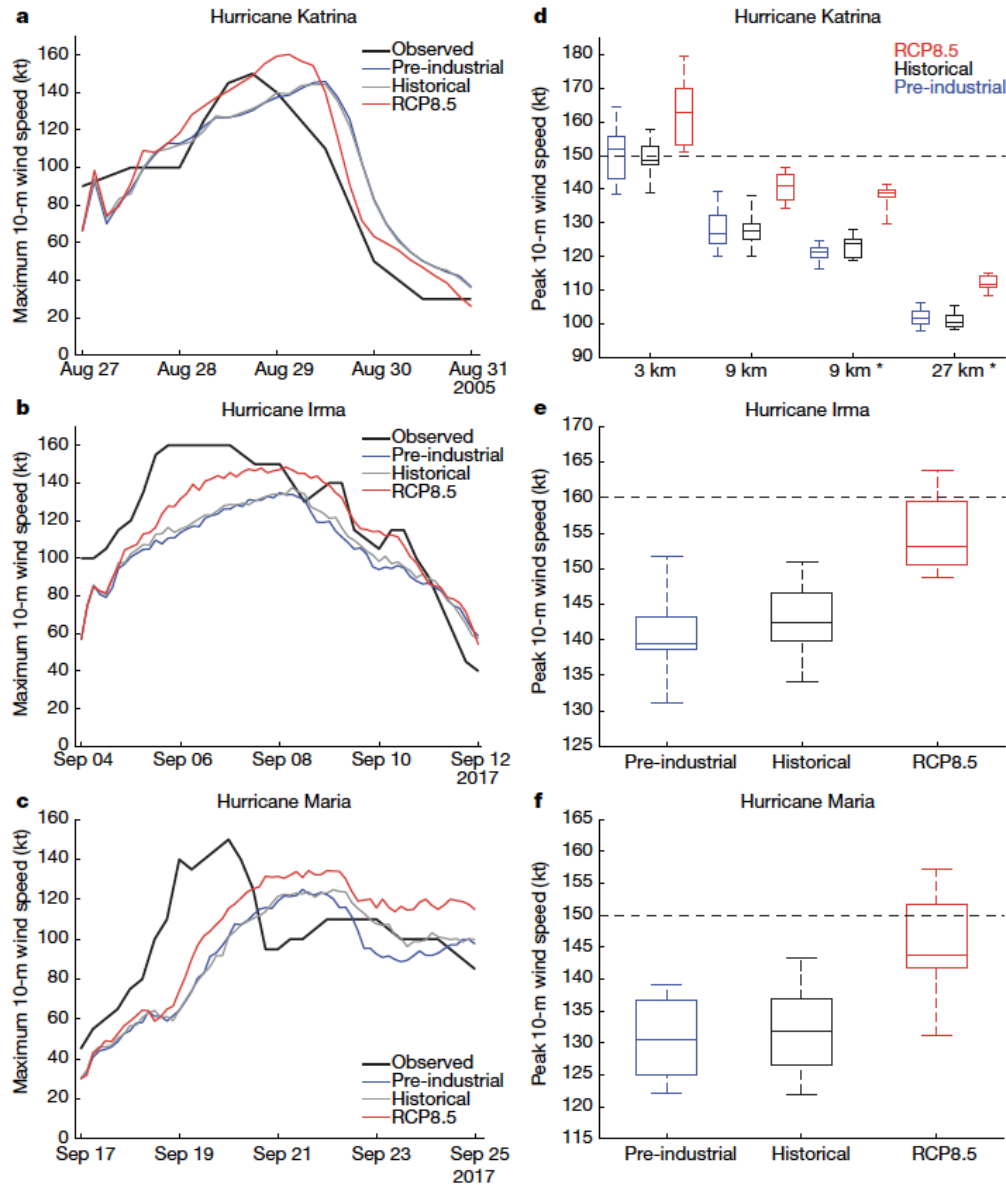 a Hurricane Katrina
Maximum 10-m wind speed (kt)
160
140
120
100
80
60
40
20
0
Observed
Pre-industrial
Historical
RCP8.5
Aug 27 Aug 28 Aug 29 Aug 30 Aug 31
2005
d Hurricane Katrina
Peak 10-m wind speed (kt)
180
170
160
150
140
130
120
110
100
90
RCP8.5
Historical
Pre-industrial
3 km 9 km 9 km * 27 km *
b Hurricane Irma
Maximum 10-m wind speed (kt)
160
140
120
100
80
60
40
20
0
Observed
Pre-industrial
Historical
RCP8.5
Sep 04 Sep 06 Sep 08 Sep 10 Sep 12
2017
e Hurricane Irma
Peak 10-m wind speed (kt)
170
165
160
155
150
145
140
135
130
125
Pre-industrial Historical RCP8.5
c Hurricane Maria
Maximum 10-m wind speed (kt)
160
140
120
100
80
60
40
20
0
Observed
Pre-industrial
Historical
RCP8.5
Sep 17 Sep 19 Sep 21 Sep 23 Sep 25
2017
f Hurricane Maria
Peak 10-m wind speed (kt)
165
160
155
150
145
140
135
130
125
120
115
Pre-industrial Historical RCP8.5